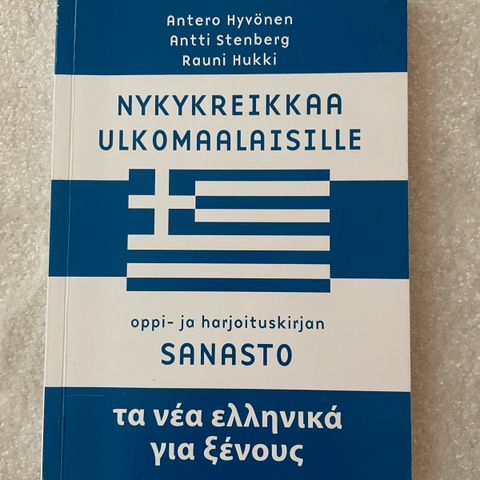 Antero Hyvönen
Antti Stenberg
Rauni Hukki
NYKYKREIKKAA
ULKOMAALAISILLE
oppi- ja harjoituskirjan
SANASTO
τα νέα ελληνικά
για ξένους